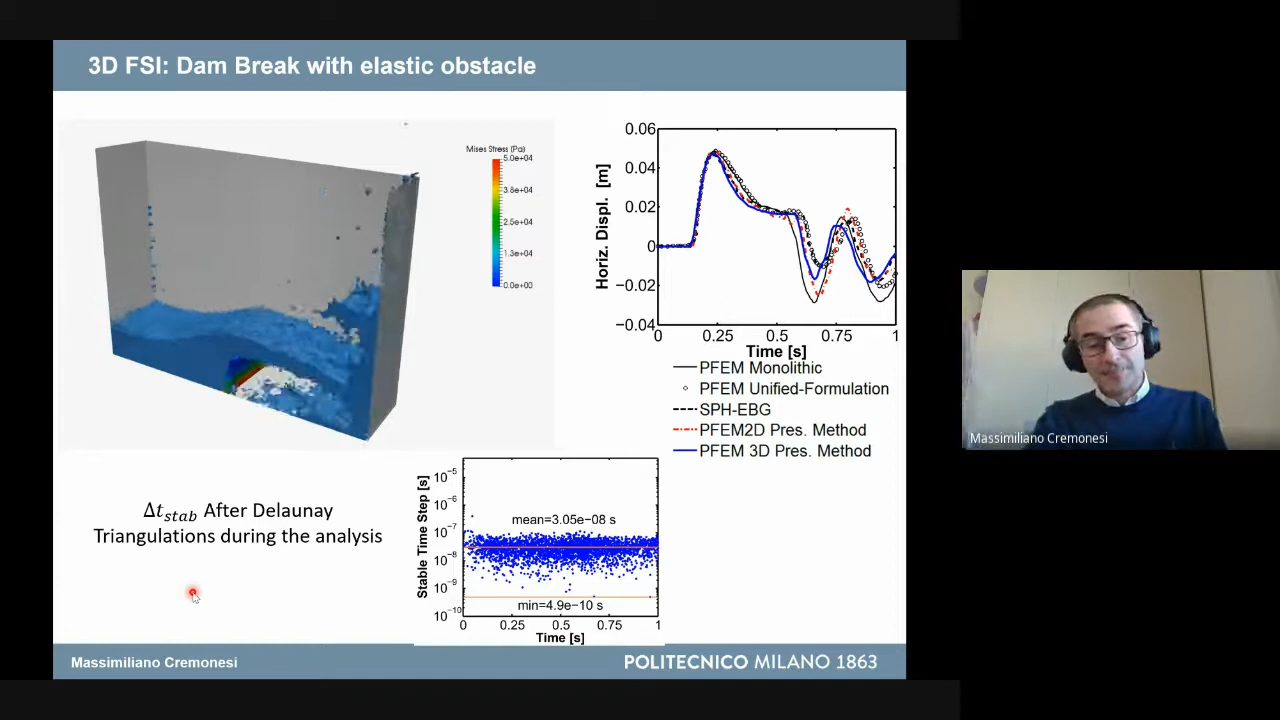 3D FSI: Dam Break with elastic obstacle
Mises Stress (Pa)
5.0e+04
3.8e+04
2.5e+04
1.3e+04
0.0e+00
0.06
0.04
0.02
0
−0.02
−0.04
Horiz. Displ. [m]
0 0.25 0.5 0.75 1
Time [s]
PFEM Monolithic
PFEM Unified-Formulation
SPH-EBG
PFEM2D Pres. Method
PFEM 3D Pres. Method
Δt_stab After Delaunay
Triangulations during the analysis
Stable Time Step [s]
10^−5
10^−6
10^−7
10^−8
10^−9
10^−10
mean=3.05e−08 s
min=4.9e−10 s
0 0.25 0.5 0.75 1
Time [s]
Massimiliano Cremonesi
POLITECNICO MILANO 1863
Massimiliano Cremonesi